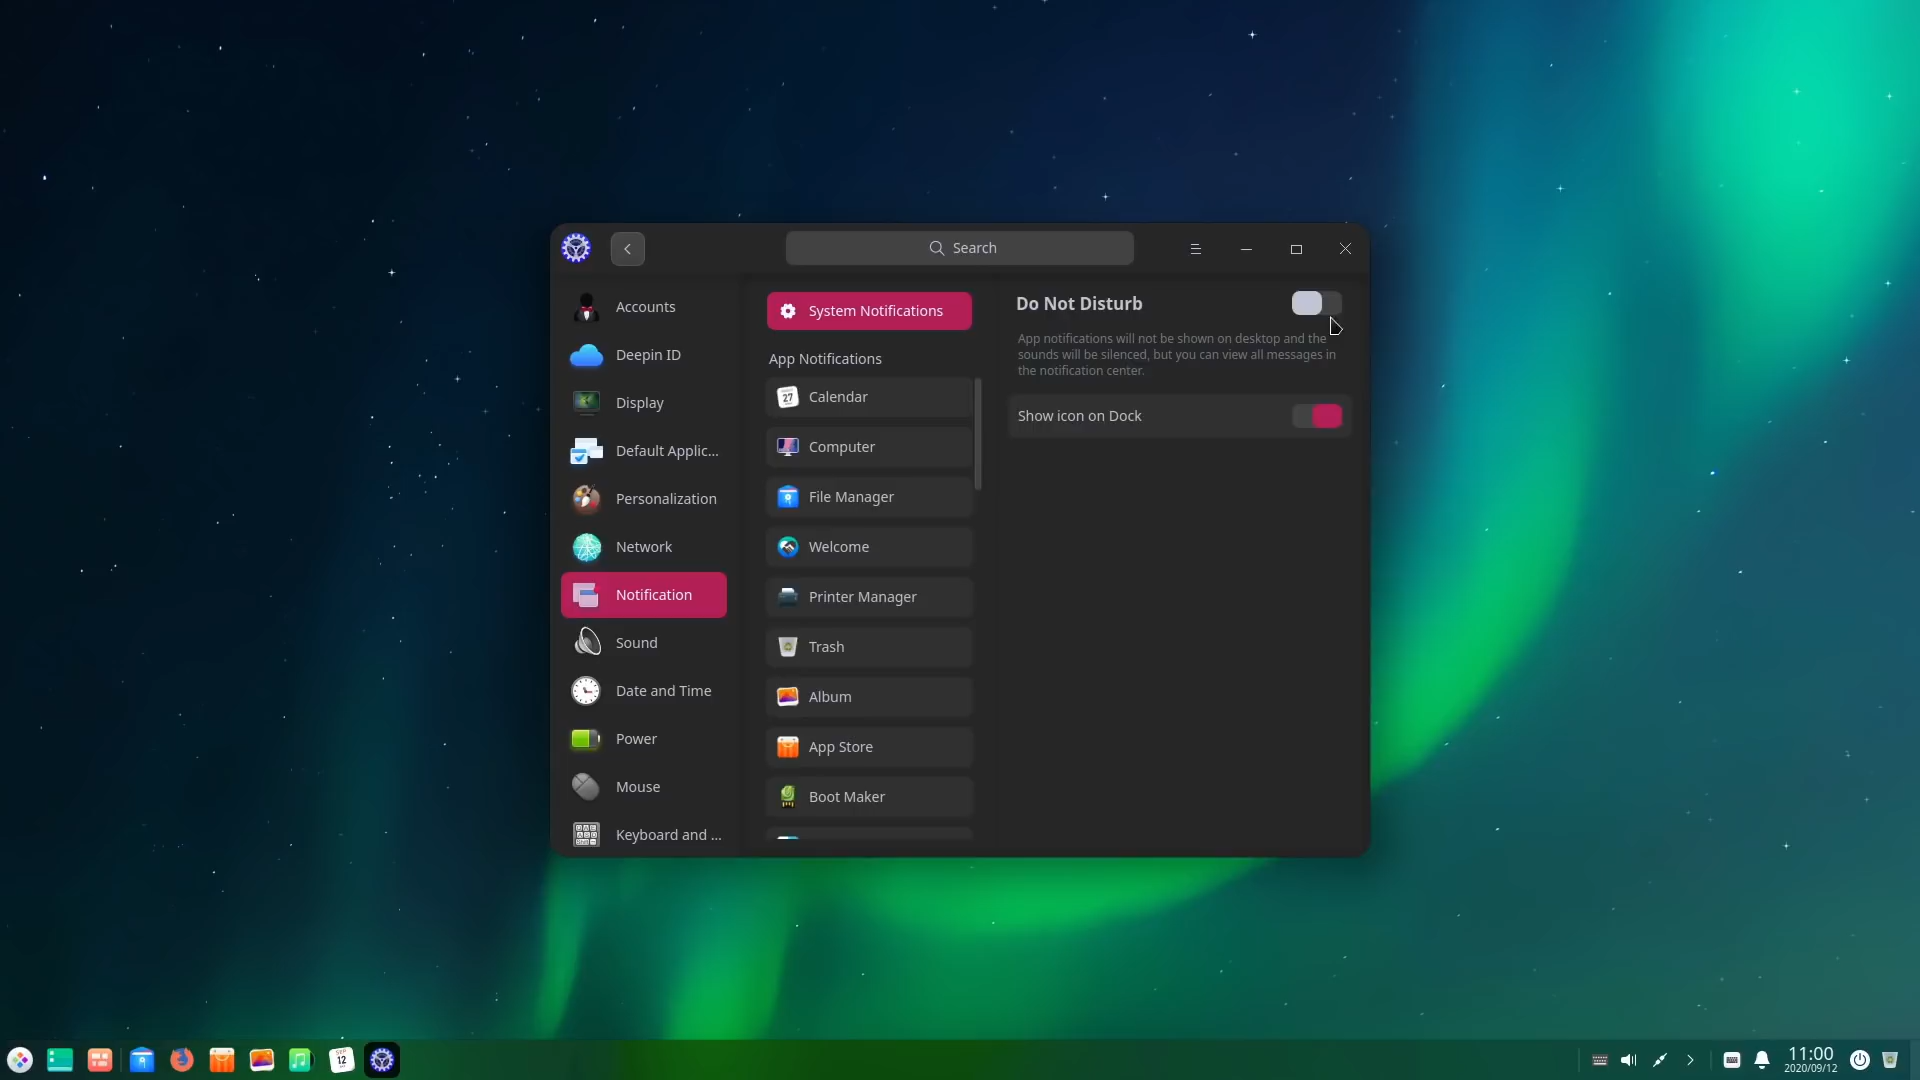 Search
Accounts
Deepin ID
Display
Default Applic...
Personalization
Network
Notification
Sound
Date and Time
Power
Mouse
Keyboard and ...
System Notifications
App Notifications
27
Calendar
Computer
File Manager
Welcome
Printer Manager
Trash
Album
App Store
Boot Maker
Do Not Disturb
App notifications will not be shown on desktop and the
sounds will be silenced, but you can view all messages in
the notification center.
Show icon on Dock
SEP
12
11:00
2020/09/12